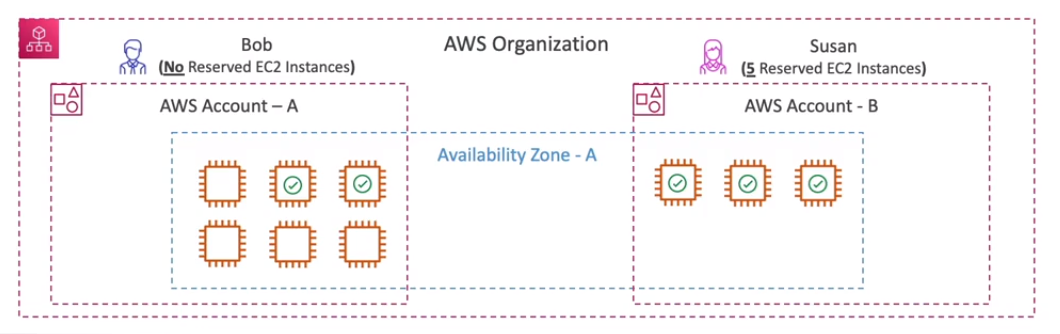 Bob
(No Reserved EC2 Instances)
AWS Organization
Susan
(5 Reserved EC2 Instances)
AWS Account – A
AWS Account - B
Availability Zone - A